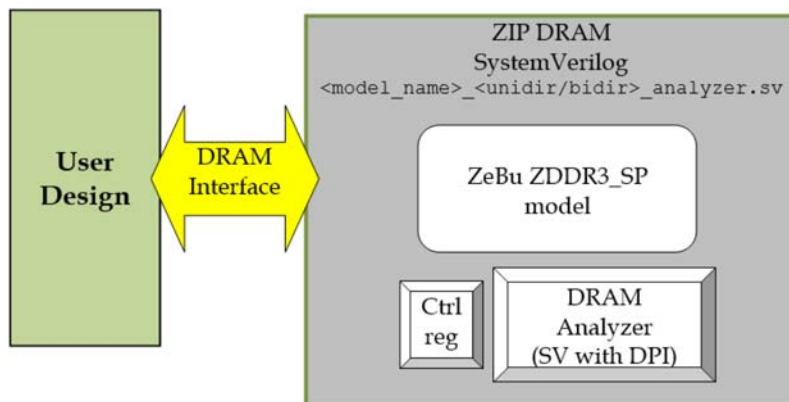 ZIP DRAM
SystemVerilog
<model_name>_<unidir/bidir>_analyzer.sv
User
Design
DRAM
Interface
ZeBu ZDDR3_SP
model
Ctrl
reg
DRAM
Analyzer
(SV with DPI)